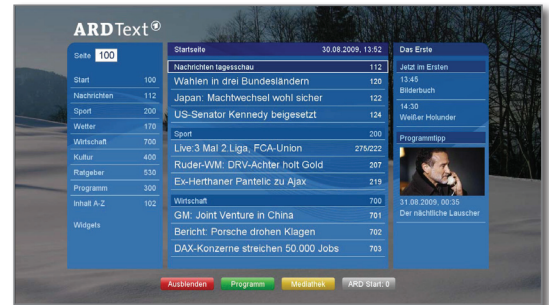 ARDText
Seite 100
Start 100
Nachrichten 112
Sport 200
Wetter 170
Wirtschaft 700
Kultur 400
Ratgeber 530
Programm 300
Inhalt A-Z 102
Widgets
Startseite 30.08.2009, 13:52
Nachrichten tagesschau 112
Wahlen in drei Bundesländern 120
Japan: Machtwechsel wohl sicher 122
US-Senator Kennedy beigesetzt 124
Sport 200
Live:3 Mal 2.Liga, FCA-Union 275/222
Ruder-WM: DRV-Achter holt Gold 207
Ex-Herthaner Pantelic zu Ajax 219
Wirtschaft 700
GM: Joint Venture in China 701
Bericht: Porsche drohen Klagen 702
DAX-Konzerne streichen 50.000 Jobs 703
Das Erste
Jetzt im Ersten
13:45
Bilderbuch
14:30
Weißer Holunder
Programmtipp
31.08.2009, 00:35
Der nächtliche Lauscher
Ausblenden
Programm
Mediathek
ARD Start: 0